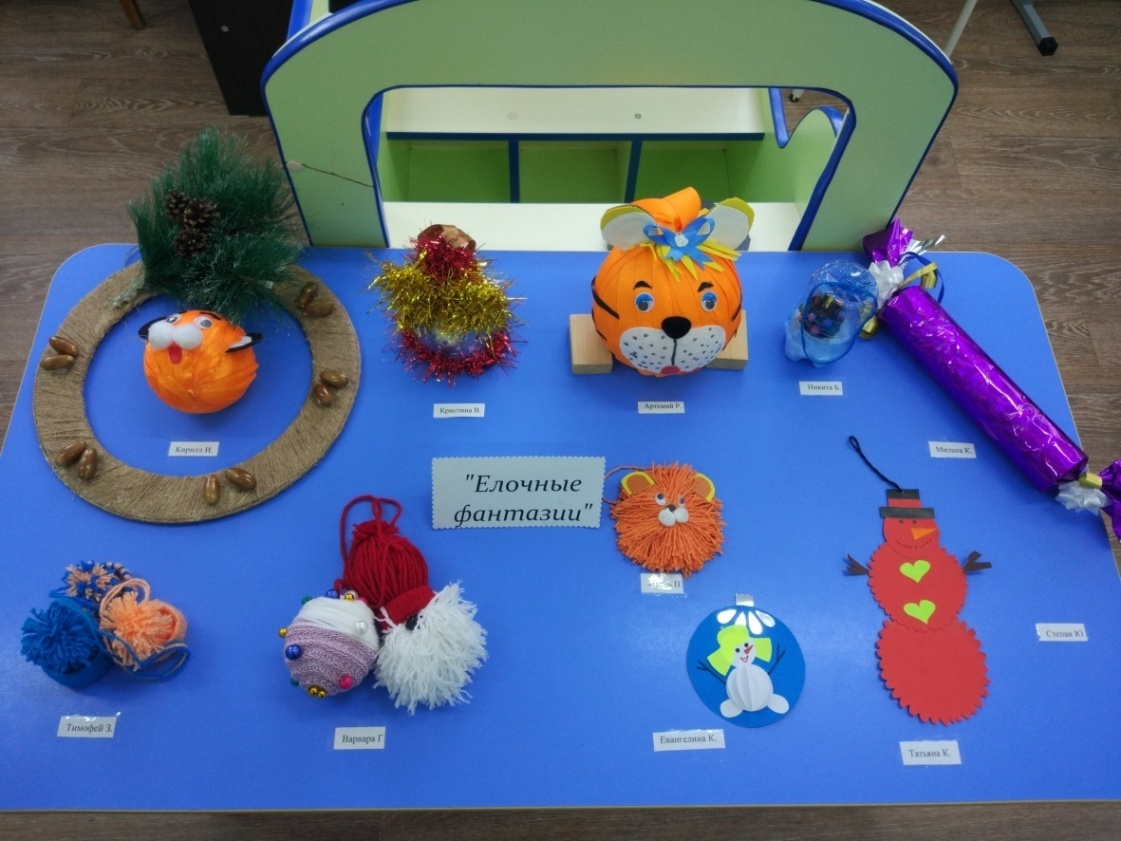 Никита Б.
Кристина В.
Артемий Р.
Кирилл И.
Милана К.
"Елочные
фантазии"
П
Степан Ю.
Тимофей З.
Варвара Г
Евангелина К.
Татьяна К.